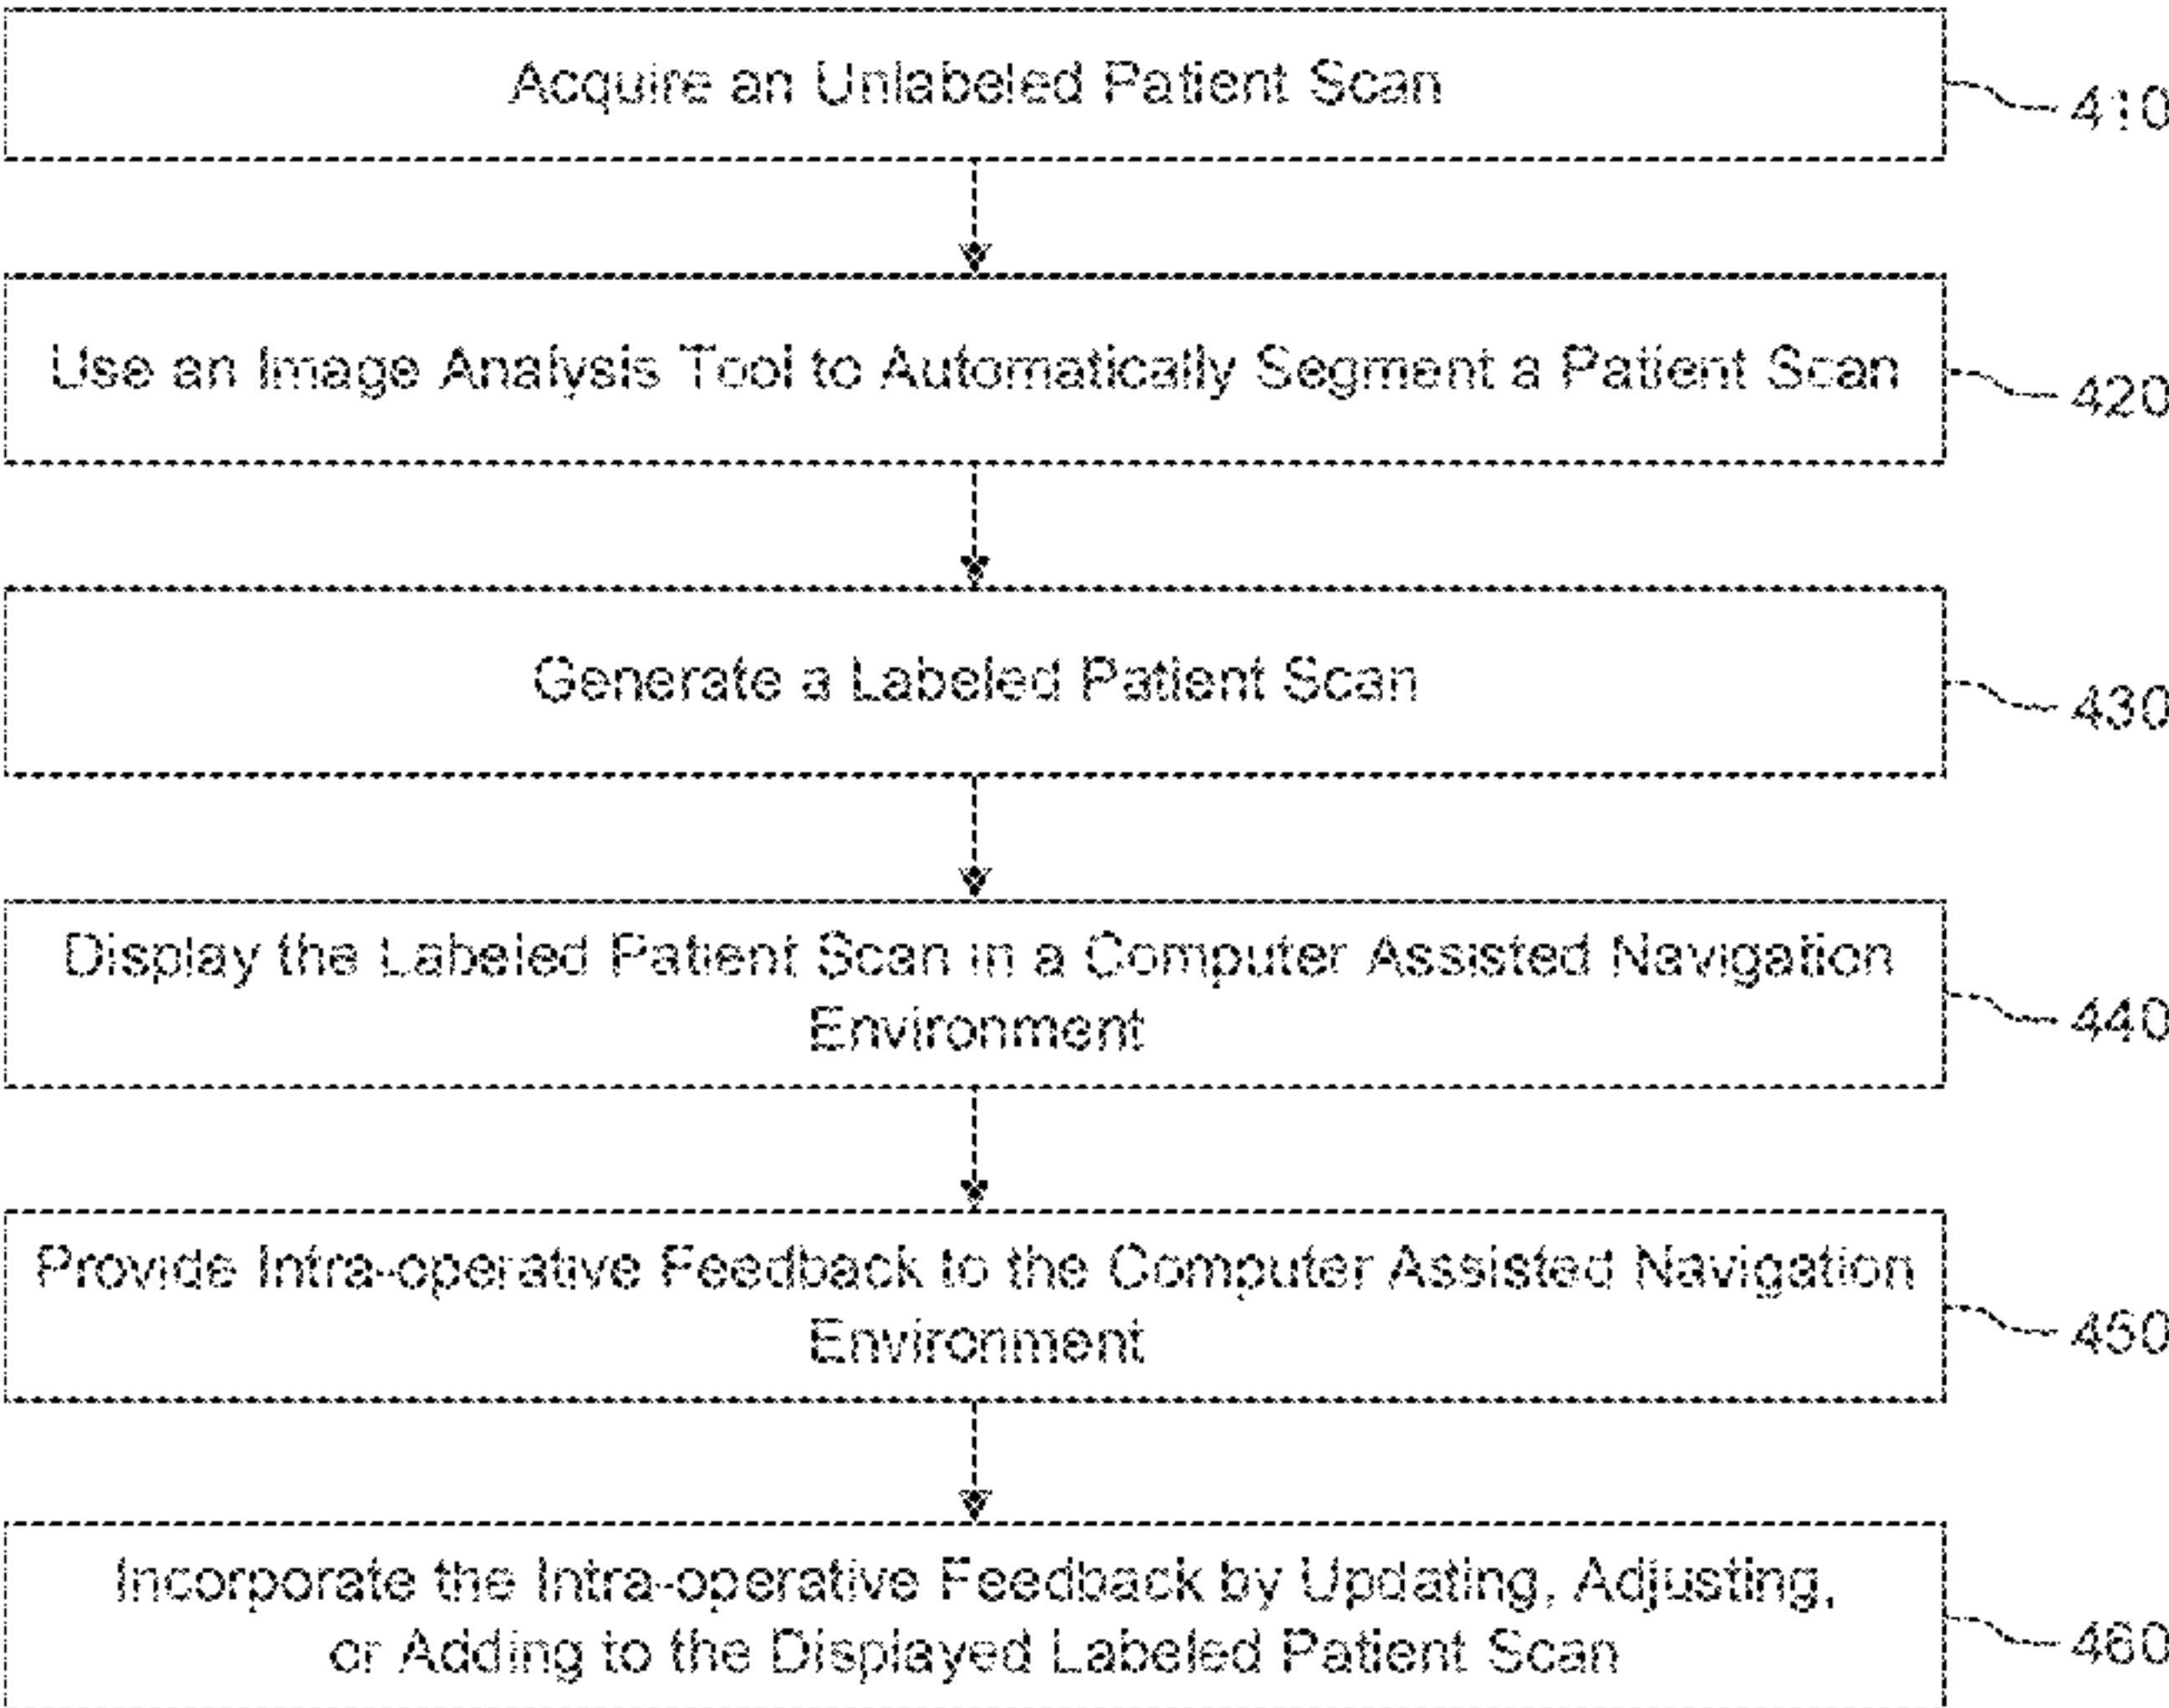 Acquire an Unlabeled Patient Scan
410
Use an Image Analysis Tool to Automatically Segment a Patient Scan
420
Generate a Labeled Patient Scan
430
Display the Labeled Patient Scan in a Computer Assisted Navigation
Environment
440
Provide Intra-operative Feedback to the Computer Assisted Navigation
Environment
450
Incorporate the Intra-operative Feedback by Updating, Adjusting,
or Adding to the Displayed Labeled Patient Scan
460